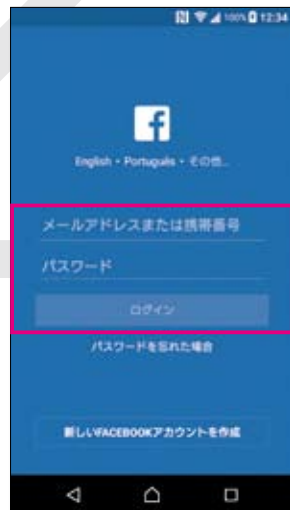 100% 12:34
English・Português・その他...
メールアドレスまたは携帯番号
パスワード
ログイン
パスワードを忘れた場合
新しいFACEBOOKアカウントを作成